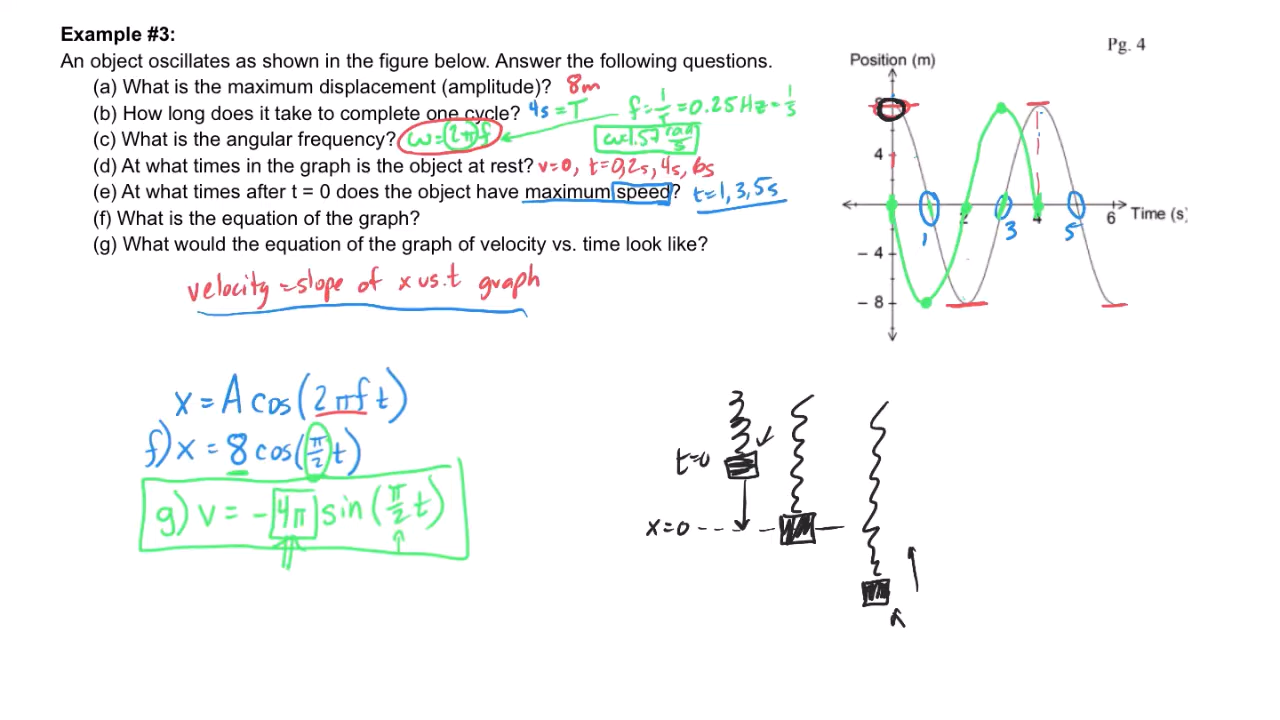 Example #3:
Pg. 4
An object oscillates as shown in the figure below. Answer the following questions.
(a) What is the maximum displacement (amplitude)? 8m
(b) How long does it take to complete one cycle? 4s = T f = 1/T = 0.25 Hz = 1/s
(c) What is the angular frequency? ω = 2πf ω=1.57 rad/s
(d) At what times in the graph is the object at rest? v=0, t=0,2s,4s,6s
(e) At what times after t = 0 does the object have maximum speed? t=1,3,5s
(f) What is the equation of the graph?
(g) What would the equation of the graph of velocity vs. time look like?
velocity = slope of x vs. t graph
Position (m)
4
2 4 6 Time (s)
1 3 5
– 4
– 8
x = A cos(2πf t)
f) x = 8 cos(π/2 t)
g) v = -4π sin(π/2 t)
t=0
x=0